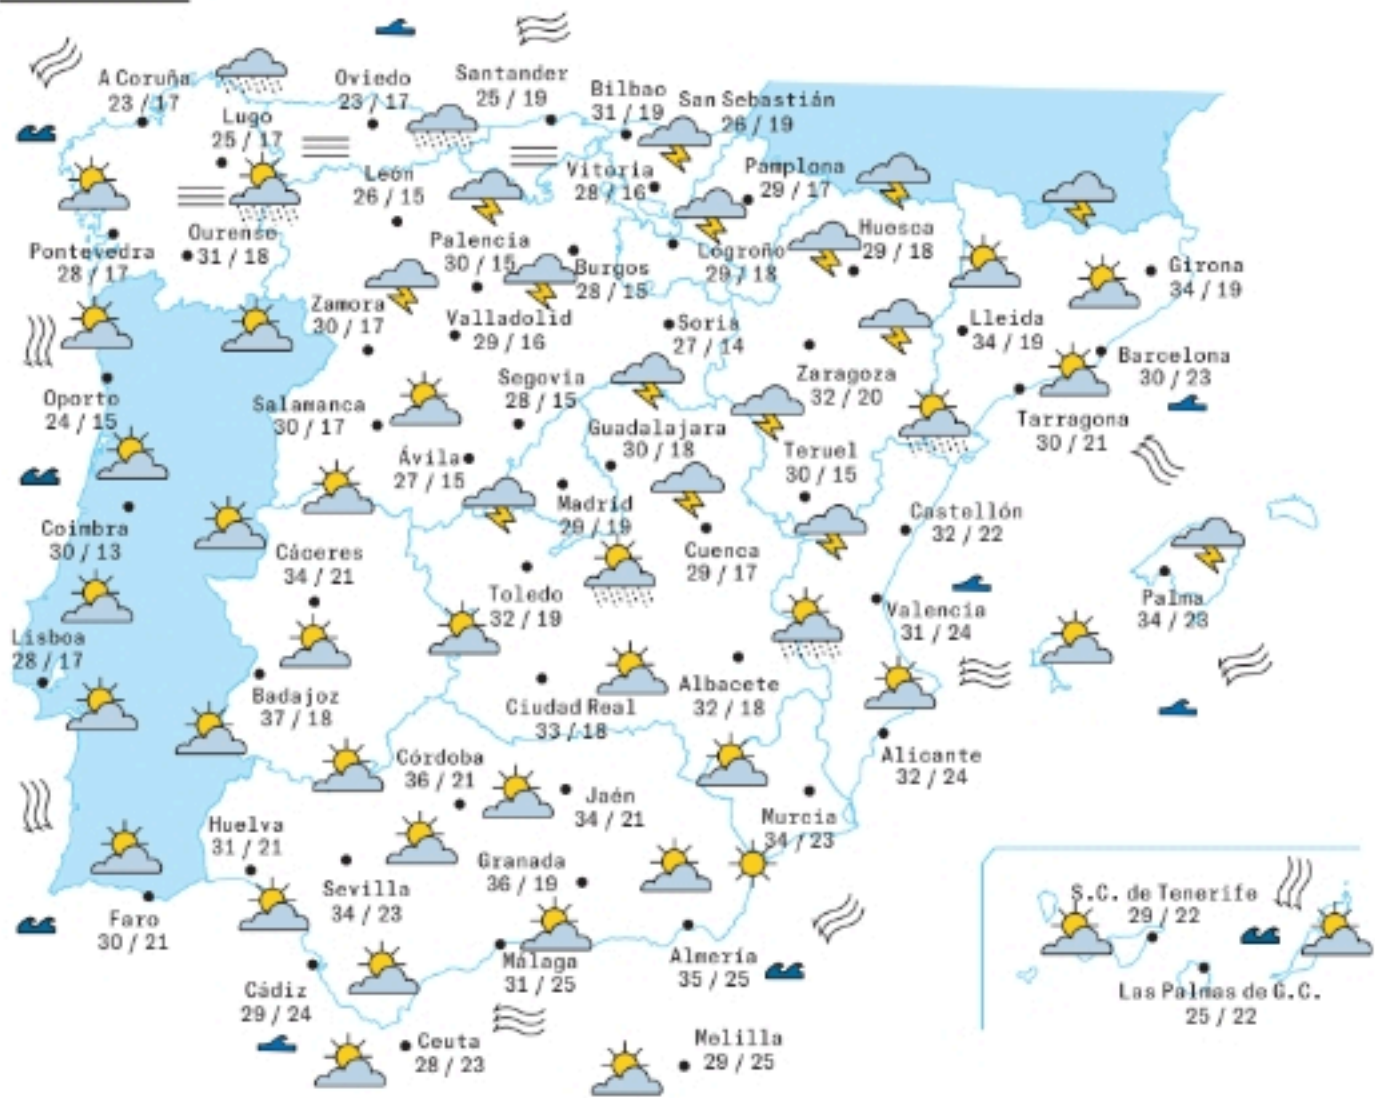 A Coruña
23 / 17
Oviedo
23 / 17
Santander
25 / 19
Bilbao
31 / 19
San Sebastián
26 / 19
Lugo
25 / 17
León
26 / 15
Vitoria
28 / 16
Pamplona
29 / 17
Pontevedra
28 / 17
Ourense
31 / 18
Palencia
30 / 15
Burgos
28 / 15
Logroño
29 / 18
Huesca
29 / 18
Girona
34 / 19
Zamora
30 / 17
Valladolid
29 / 16
Soria
27 / 14
Lleida
34 / 19
Barcelona
30 / 23
Oporto
24 / 15
Salamanca
30 / 17
Segovia
28 / 15
Zaragoza
32 / 20
Tarragona
30 / 21
Ávila
27 / 15
Guadalajara
30 / 18
Teruel
30 / 15
Coimbra
30 / 13
Madrid
29 / 19
Castellón
32 / 22
Cáceres
34 / 21
Cuenca
29 / 17
Toledo
32 / 19
Valencia
31 / 24
Palma
34 / 23
Lisboa
28 / 17
Badajoz
37 / 18
Ciudad Real
33 / 18
Albacete
32 / 18
Alicante
32 / 24
Córdoba
36 / 21
Jaén
34 / 21
Murcia
34 / 23
Huelva
31 / 21
Sevilla
34 / 23
Granada
36 / 19
Faro
30 / 21
Málaga
31 / 25
Almería
35 / 25
Cádiz
29 / 24
Ceuta
28 / 23
Melilla
29 / 25
S.C. de Tenerife
29 / 22
Las Palmas de G.C.
25 / 22